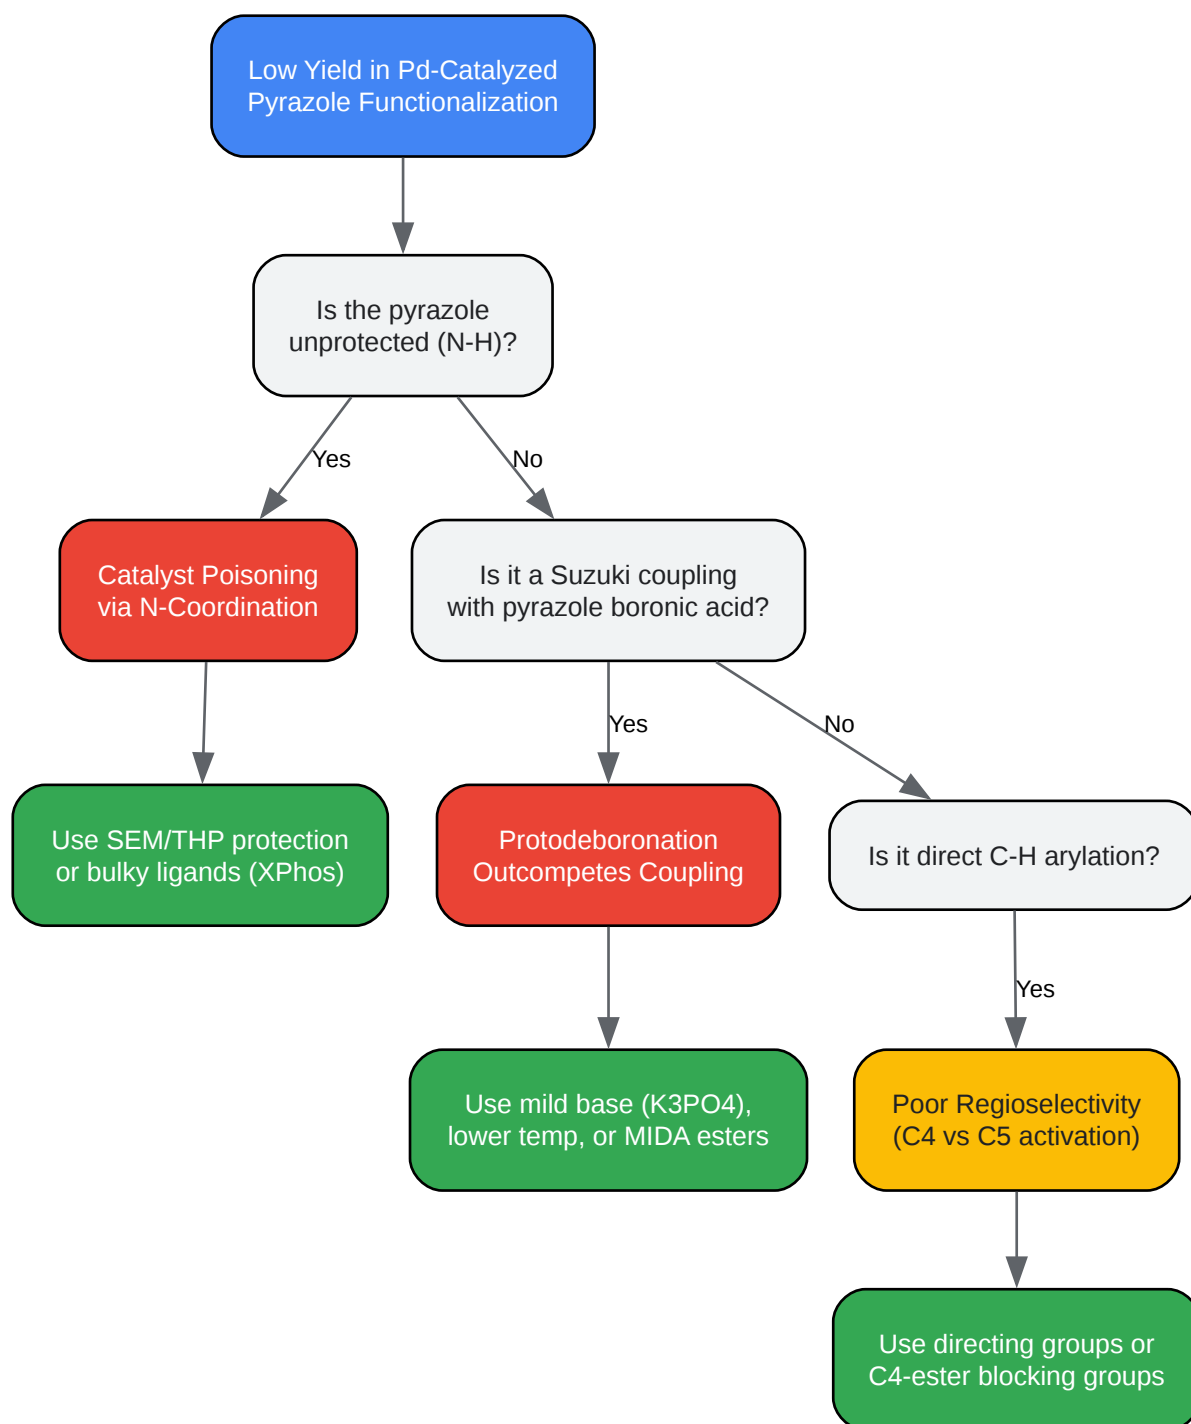 Low Yield in Pd-Catalyzed
Pyrazole Functionalization
Is the pyrazole
unprotected (N-H)?
Yes
No
Catalyst Poisoning
via N-Coordination
Is it a Suzuki coupling
with pyrazole boronic acid?
Yes
No
Use SEM/THP protection
or bulky ligands (XPhos)
Protodeboronation
Outcompetes Coupling
Is it direct C-H arylation?
Yes
Use mild base (K3PO4),
lower temp, or MIDA esters
Poor Regioselectivity
(C4 vs C5 activation)
Use directing groups or
C4-ester blocking groups